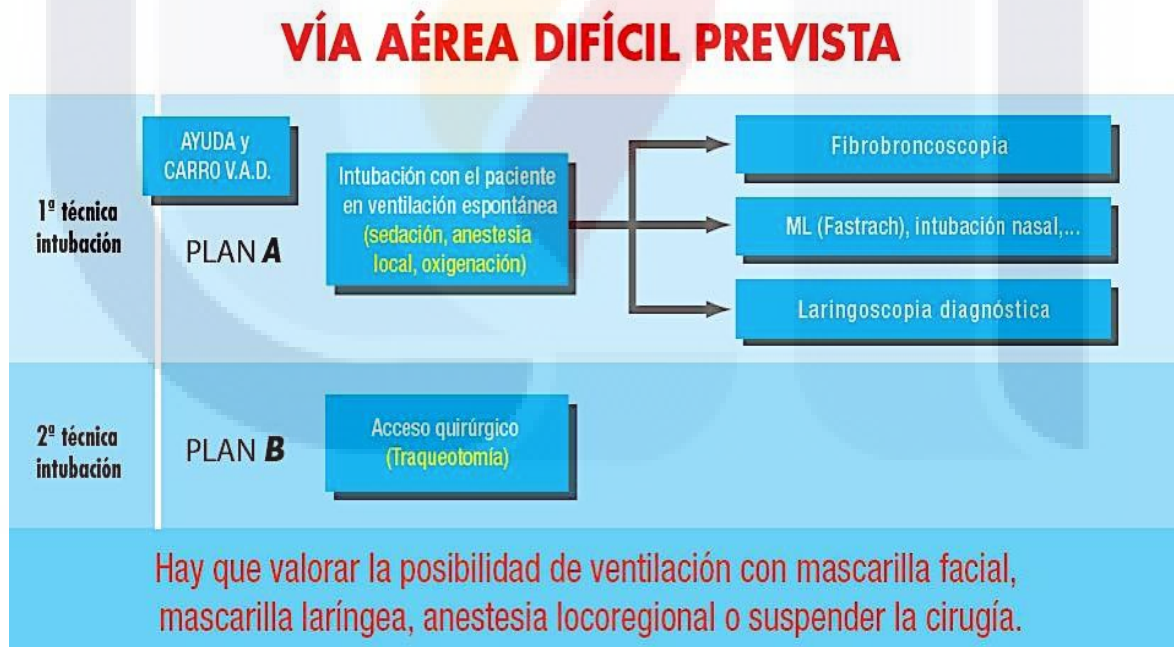 VÍA AÉREA DIFÍCIL PREVISTA
1ª técnica
intubación
AYUDA y
CARRO V.A.D.
PLAN A
Intubación con el paciente
en ventilación espontánea
(sedación, anestesia
local, oxigenación)
Fibrobroncoscopia
ML (Fastrach), intubación nasal,...
Laringoscopia diagnóstica
2ª técnica
intubación
PLAN B
Acceso quirúrgico
(Traqueotomía)
Hay que valorar la posibilidad de ventilación con mascarilla facial,
mascarilla laríngea, anestesia locoregional o suspender la cirugía.